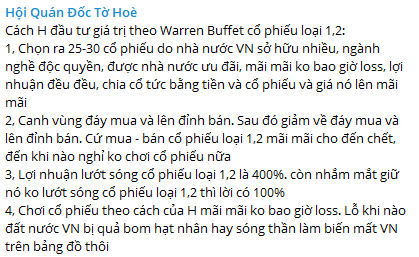 Hội Quán Đốc Tờ Hoè
Cách H đầu tư giá trị theo Warren Buffet cổ phiếu loại 1,2:
1, Chọn ra 25-30 cổ phiếu do nhà nước VN sở hữu nhiều, ngành
nghề độc quyền, được nhà nước ưu đãi, mãi mãi ko bao giờ loss, lợi
nhuận đều đều, chia cổ tức bằng tiền và cổ phiếu và giá nó lên mãi
mãi
2, Canh vùng đáy mua và lên đỉnh bán. Sau đó giảm về đáy mua và
lên đỉnh bán. Cứ mua - bán cổ phiếu loại 1,2 mãi mãi cho đến chết,
đến khi nào nghỉ ko chơi cổ phiếu nữa
3, Lợi nhuận lướt sóng cổ phiếu loại 1,2 là 400%. còn nhắm mắt giữ
nó ko lướt sóng cổ phiếu loại 1,2 thì lời có 100%
4, Chơi cổ phiếu theo cách của H mãi mãi ko bao giờ loss. Lỗ khi nào
đất nước VN bị quả bom hạt nhân hay sóng thần làm biến mất VN
trên bảng đồ thôi